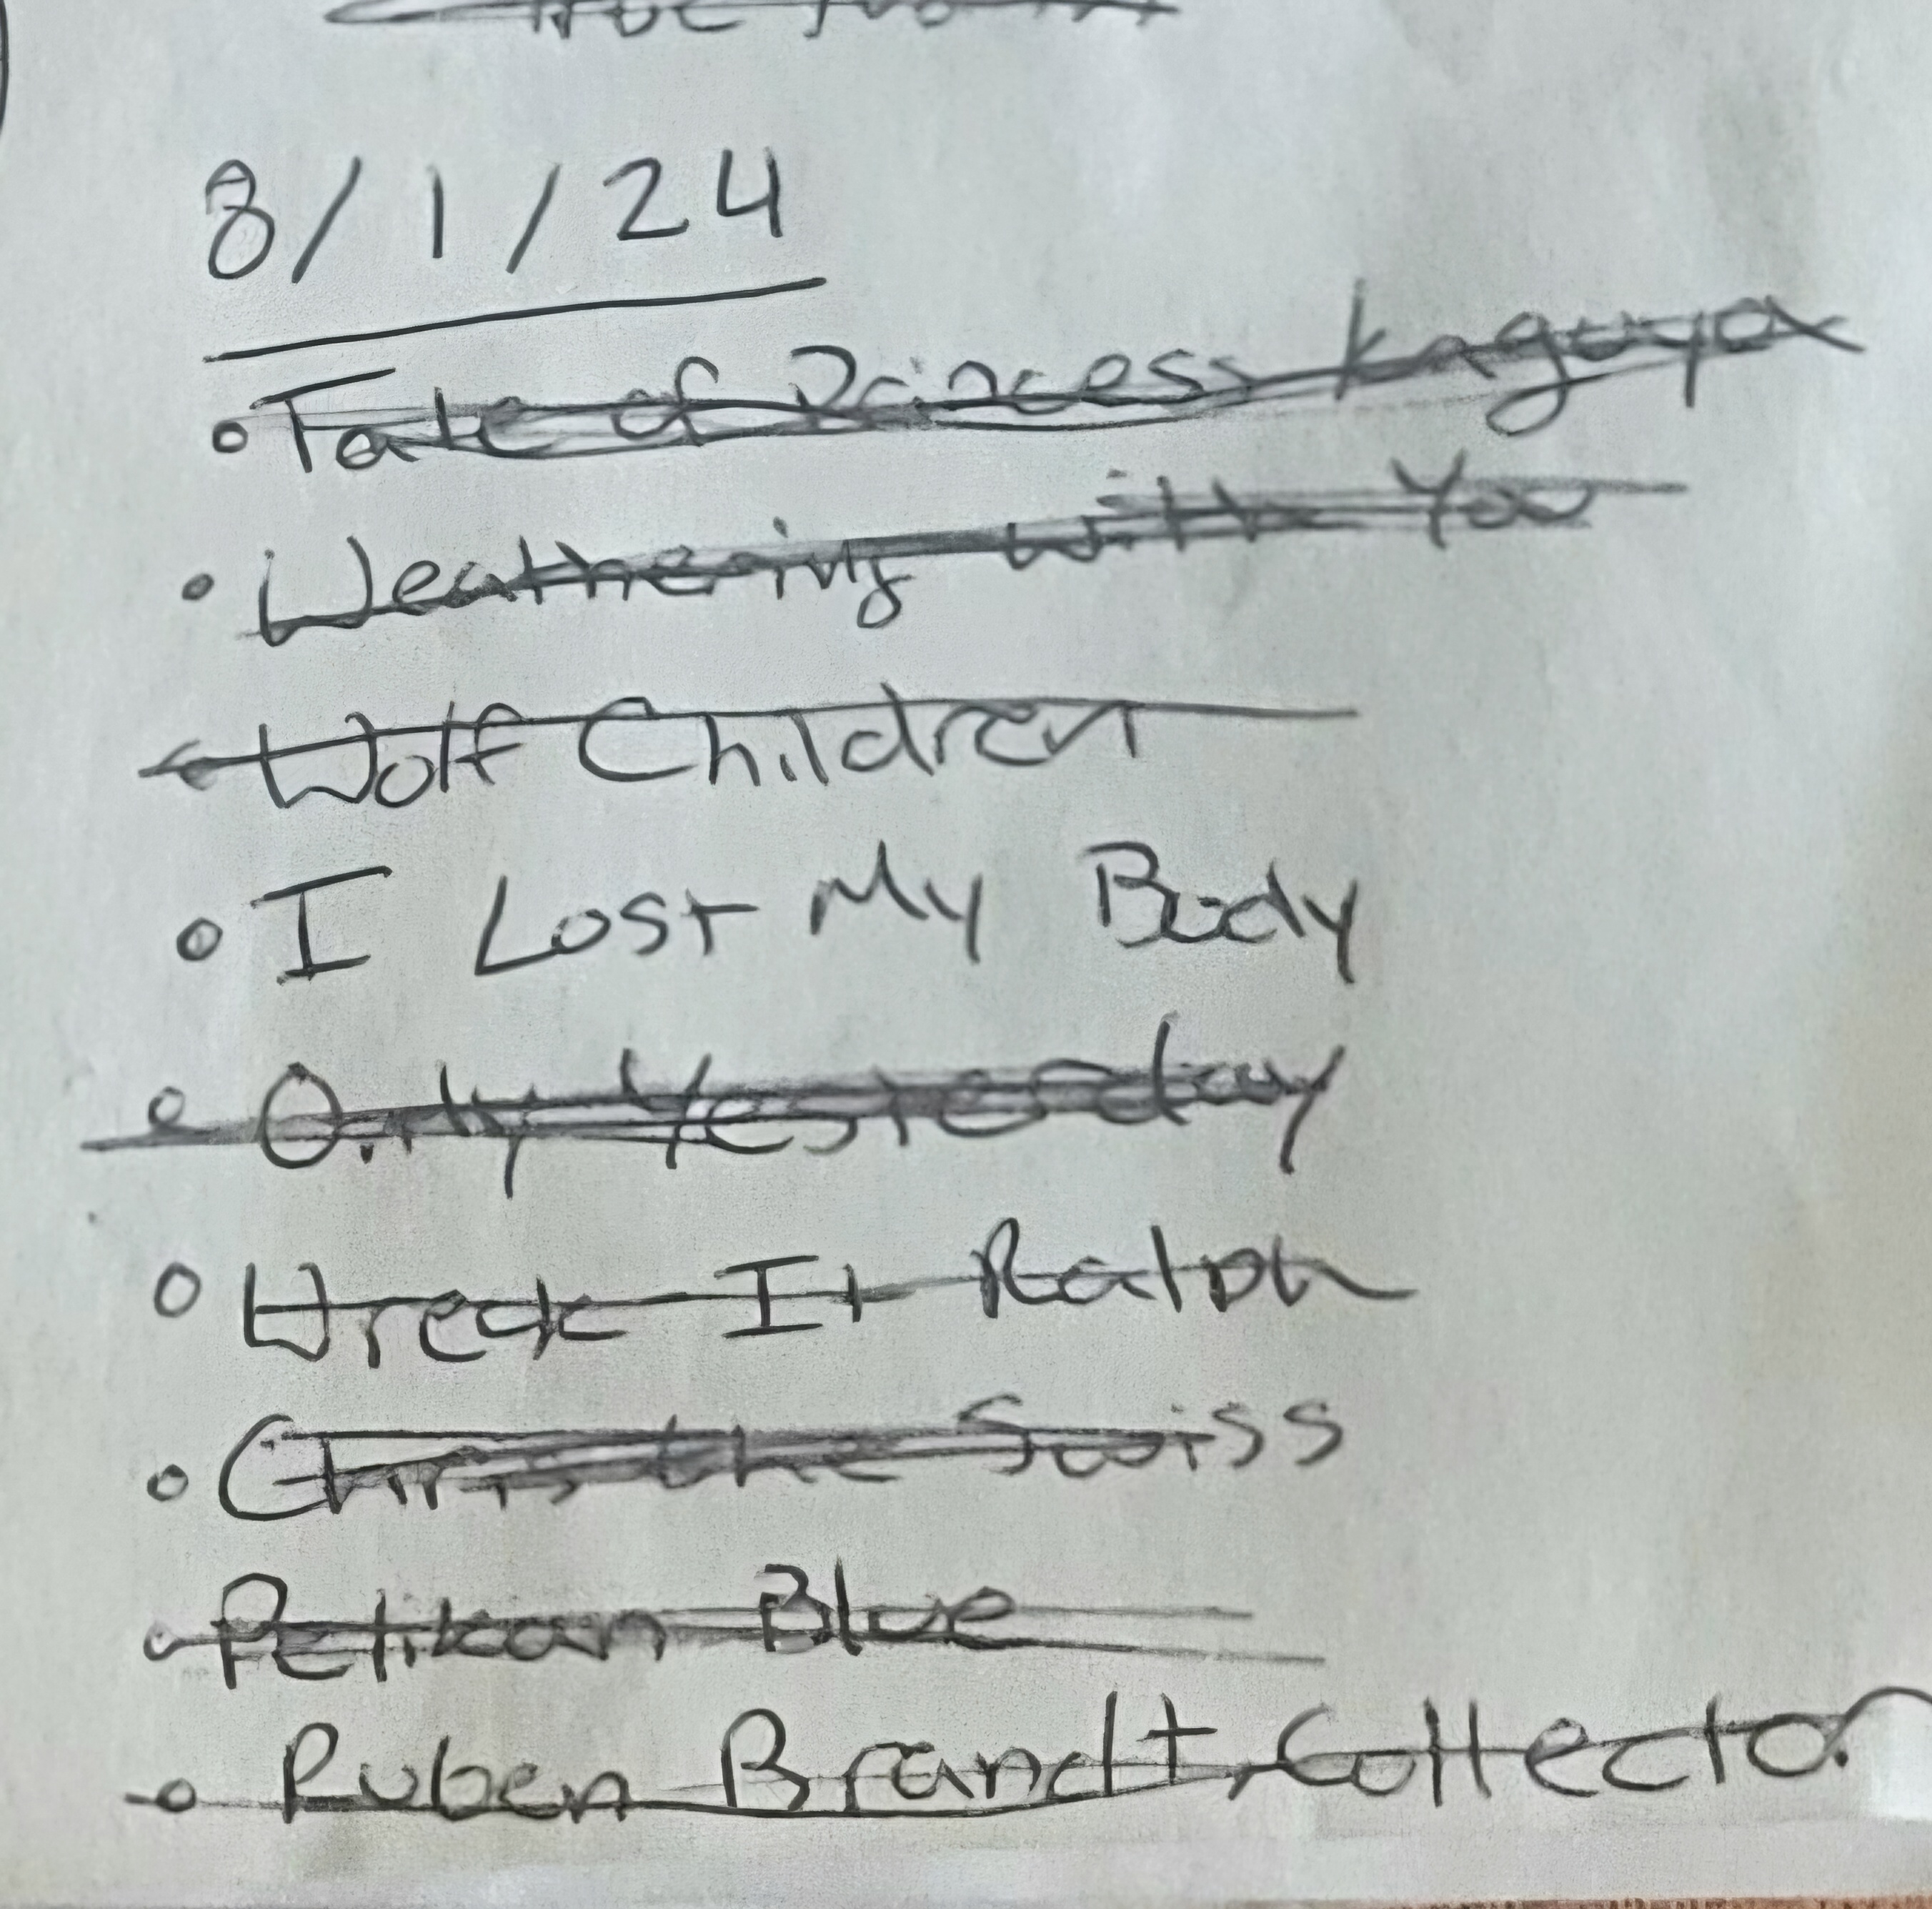 8/1/24
Tale of Princess Kaguya
Weathering with You
Wolf Children
I Lost My Body
Only Yesterday
Wreck It Ralph
Chris the Swiss
Pelikan Blue
Ruben Brandt, Collector